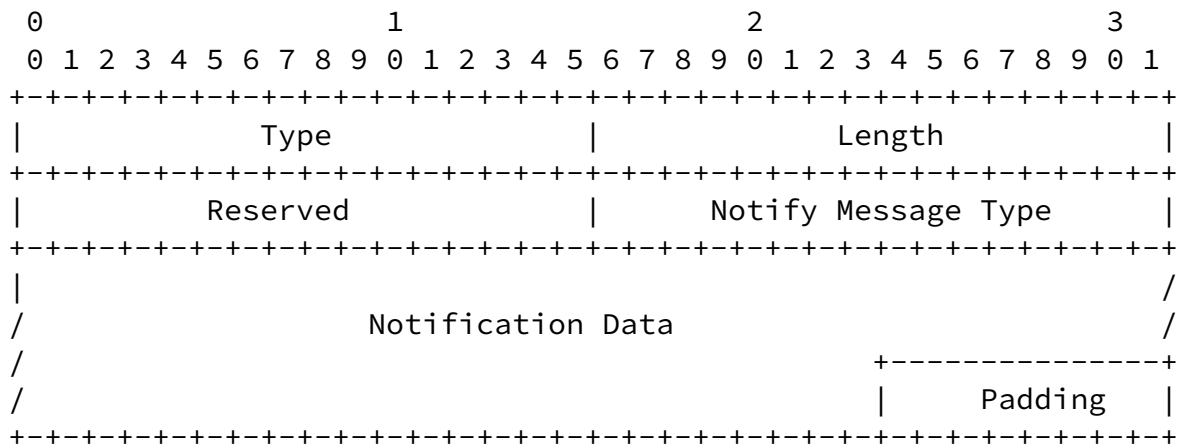 0                   1                   2                   3
0 1 2 3 4 5 6 7 8 9 0 1 2 3 4 5 6 7 8 9 0 1 2 3 4 5 6 7 8 9 0 1
+-+-+-+-+-+-+-+-+-+-+-+-+-+-+-+-+-+-+-+-+-+-+-+-+-+-+-+-+-+-+-+-+
|             Type              |             Length            |
+-+-+-+-+-+-+-+-+-+-+-+-+-+-+-+-+-+-+-+-+-+-+-+-+-+-+-+-+-+-+-+-+
|          Reserved             |      Notify Message Type      |
+-+-+-+-+-+-+-+-+-+-+-+-+-+-+-+-+-+-+-+-+-+-+-+-+-+-+-+-+-+-+-+-+
|                                                               /
/                   Notification Data                           /
/                                               +---------------+
/                                               |     Padding   |
+-+-+-+-+-+-+-+-+-+-+-+-+-+-+-+-+-+-+-+-+-+-+-+-+-+-+-+-+-+-+-+-+